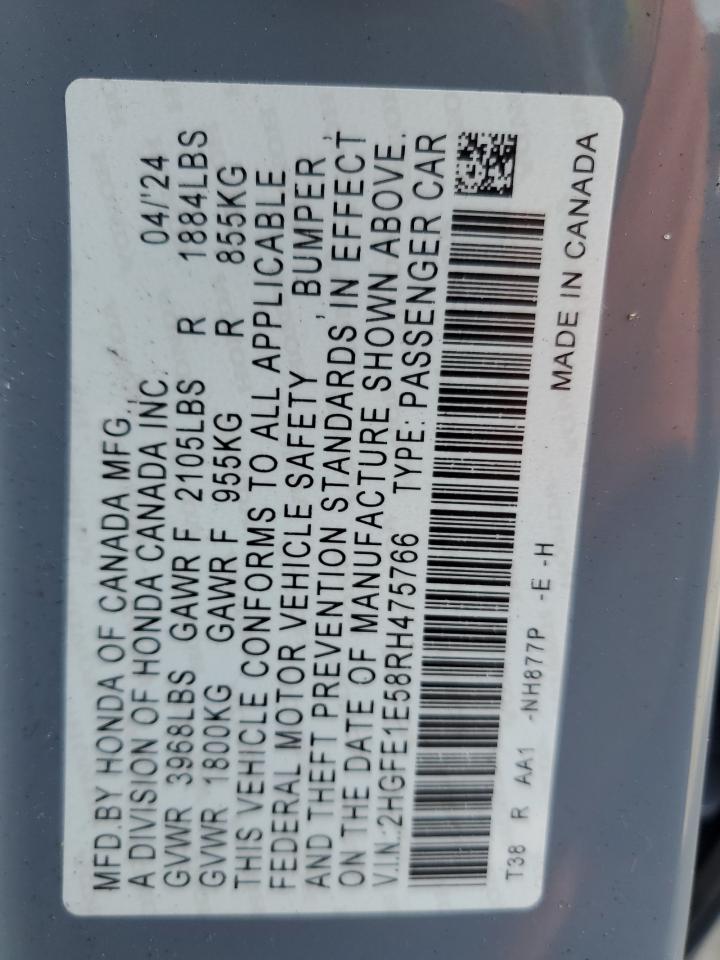 MFD.BY HONDA OF CANADA MFG.,
A DIVISION OF HONDA CANADA INC. 04/'24
GVWR 3968LBS GAWR F 2105LBS R 1884LBS
GVWR 1800KG GAWR F 955KG R 855KG
THIS VEHICLE CONFORMS TO ALL APPLICABLE
FEDERAL MOTOR VEHICLE SAFETY , BUMPER ,
AND THEFT PREVENTION STANDARDS IN EFFECT
ON THE DATE OF MANUFACTURE SHOWN ABOVE.
V.I.N.:2HGFE1E58RH475766 TYPE: PASSENGER CAR
T38 R AA1 -NH877P -E -H
MADE IN CANADA